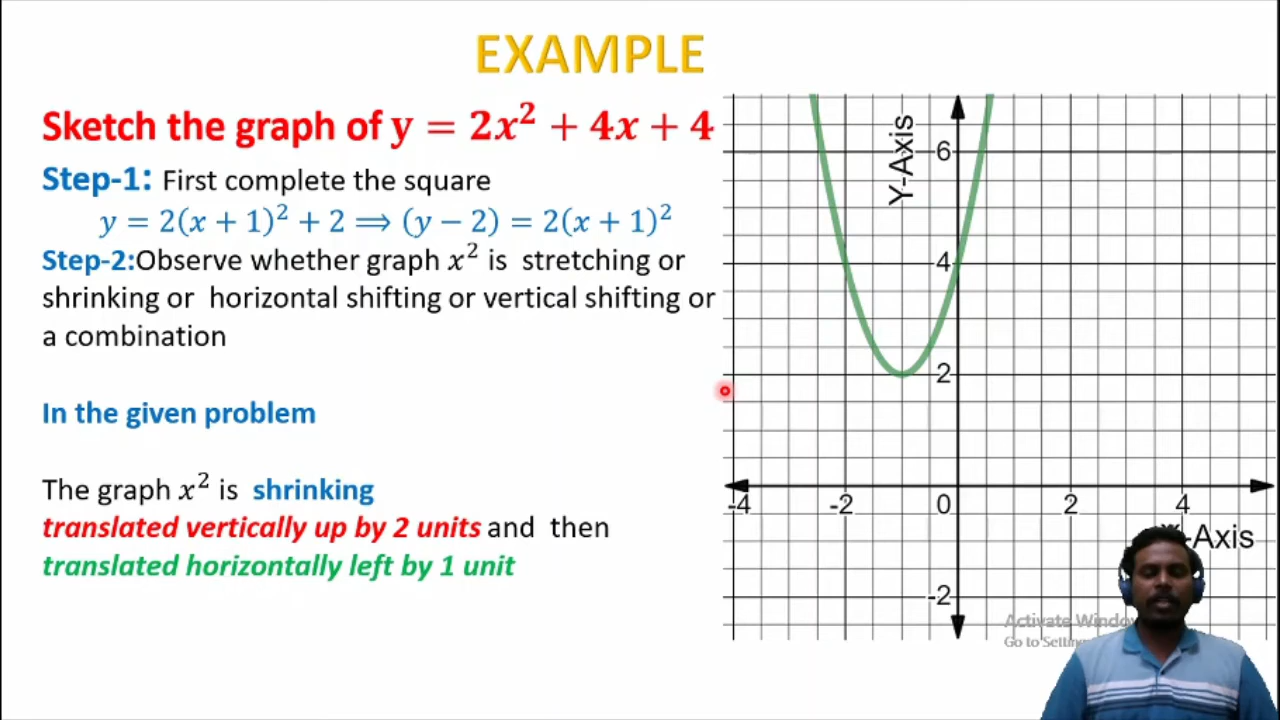 EXAMPLE
Sketch the graph of y = 2x² + 4x + 4
Step-1: First complete the square
y = 2(x + 1)² + 2 ⟹ (y − 2) = 2(x + 1)²
Step-2:Observe whether graph x² is stretching or
shrinking or horizontal shifting or vertical shifting or
a combination
In the given problem
The graph x² is shrinking
translated vertically up by 2 units and then
translated horizontally left by 1 unit
Y-Axis
6
4
2
-4 -2 0 2 4
-Axis
-2
Activate
Go to